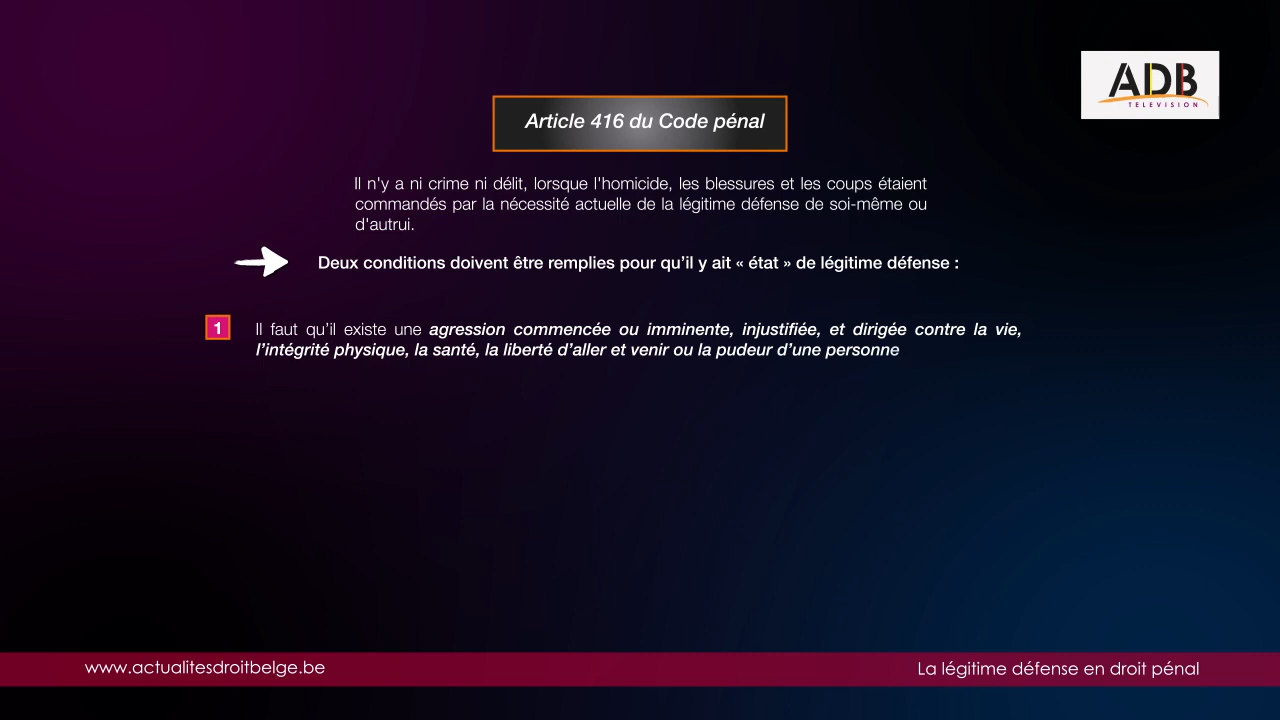 ADB
TELEVISION
Article 416 du Code pénal
Il n'y a ni crime ni délit, lorsque l'homicide, les blessures et les coups étaient
commandés par la nécessité actuelle de la légitime défense de soi-même ou
d'autrui.
Deux conditions doivent être remplies pour qu’il y ait « état » de légitime défense :
1 Il faut qu’il existe une agression commencée ou imminente, injustifiée, et dirigée contre la vie,
l’intégrité physique, la santé, la liberté d’aller et venir ou la pudeur d’une personne
www.actualitesdroitbelge.be
La légitime défense en droit pénal